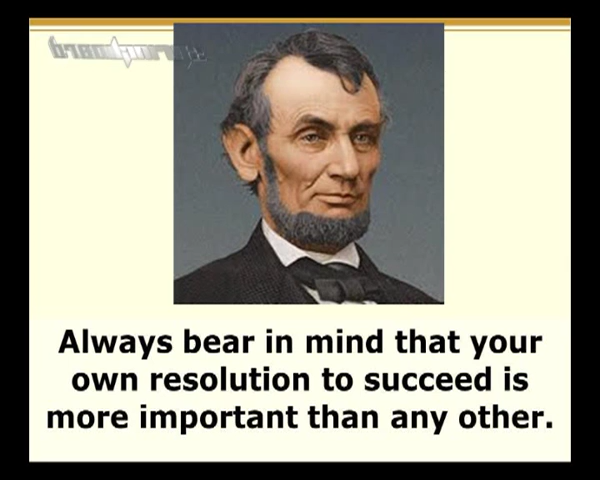 Always bear in mind that your
own resolution to succeed is
more important than any other.